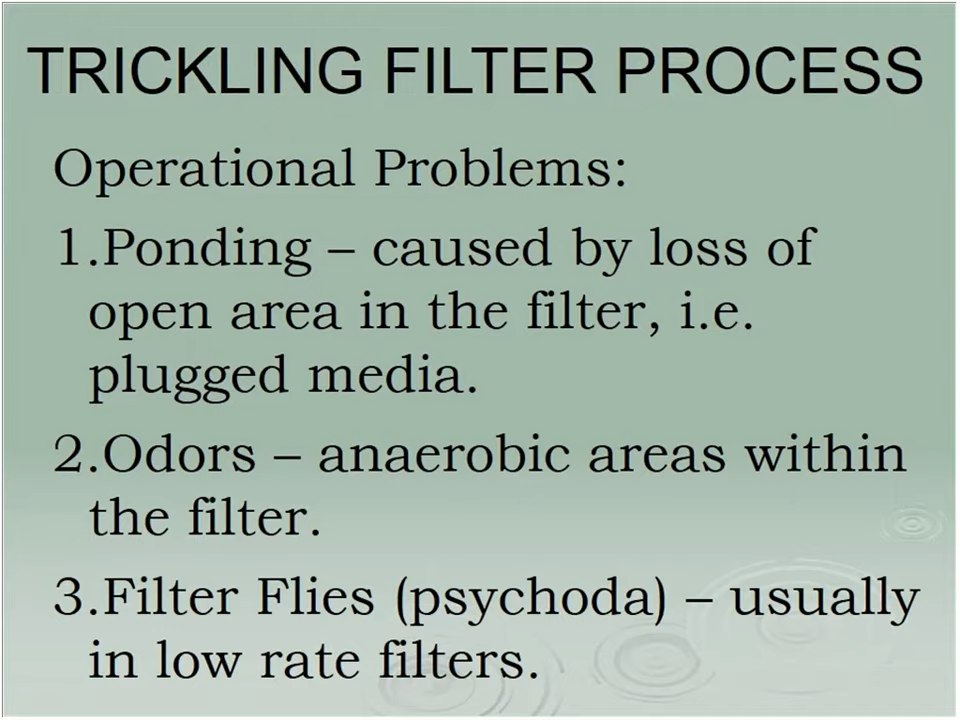 TRICKLING FILTER PROCESS
Operational Problems:
1.Ponding – caused by loss of
open area in the filter, i.e.
plugged media.
2.Odors – anaerobic areas within
the filter.
3.Filter Flies (psychoda) – usually
in low rate filters.